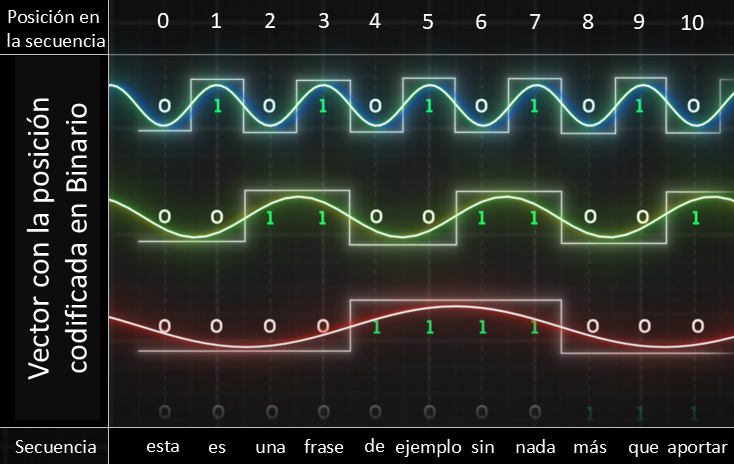 Posición en 0 1 2 3 4 5 6 7 8 9 10
la secuencia
Vector con la posición
codificada en Binario
0 1 0 1 0 1 0 1 0 1 0
0 0 1 1 0 0 1 1 0 0 1
0 0 0 0 1 1 1 1 0 0 0
0 0 0 0 0 0 0 0 1 1 1
Secuencia esta es una frase de ejemplo sin nada más que aportar